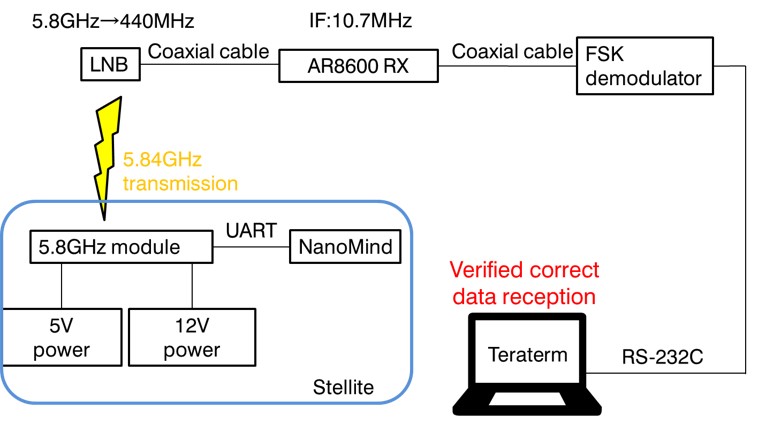 5.8GHz→440MHz
IF:10.7MHz
LNB
Coaxial cable
AR8600 RX
Coaxial cable
FSK
demodulator
5.84GHz
transmission
5.8GHz module
UART
NanoMind
5V
power
12V
power
Stellite
Verified correct
data reception
Teraterm
RS-232C